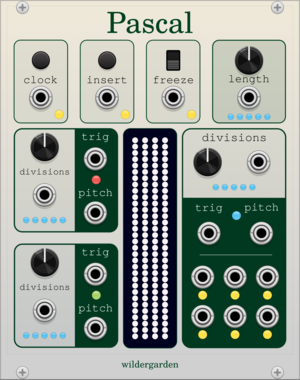 Pascal
clock insert freeze length
trig divisions
divisions
pitch
trig pitch
trig
divisions
pitch
wildergarden